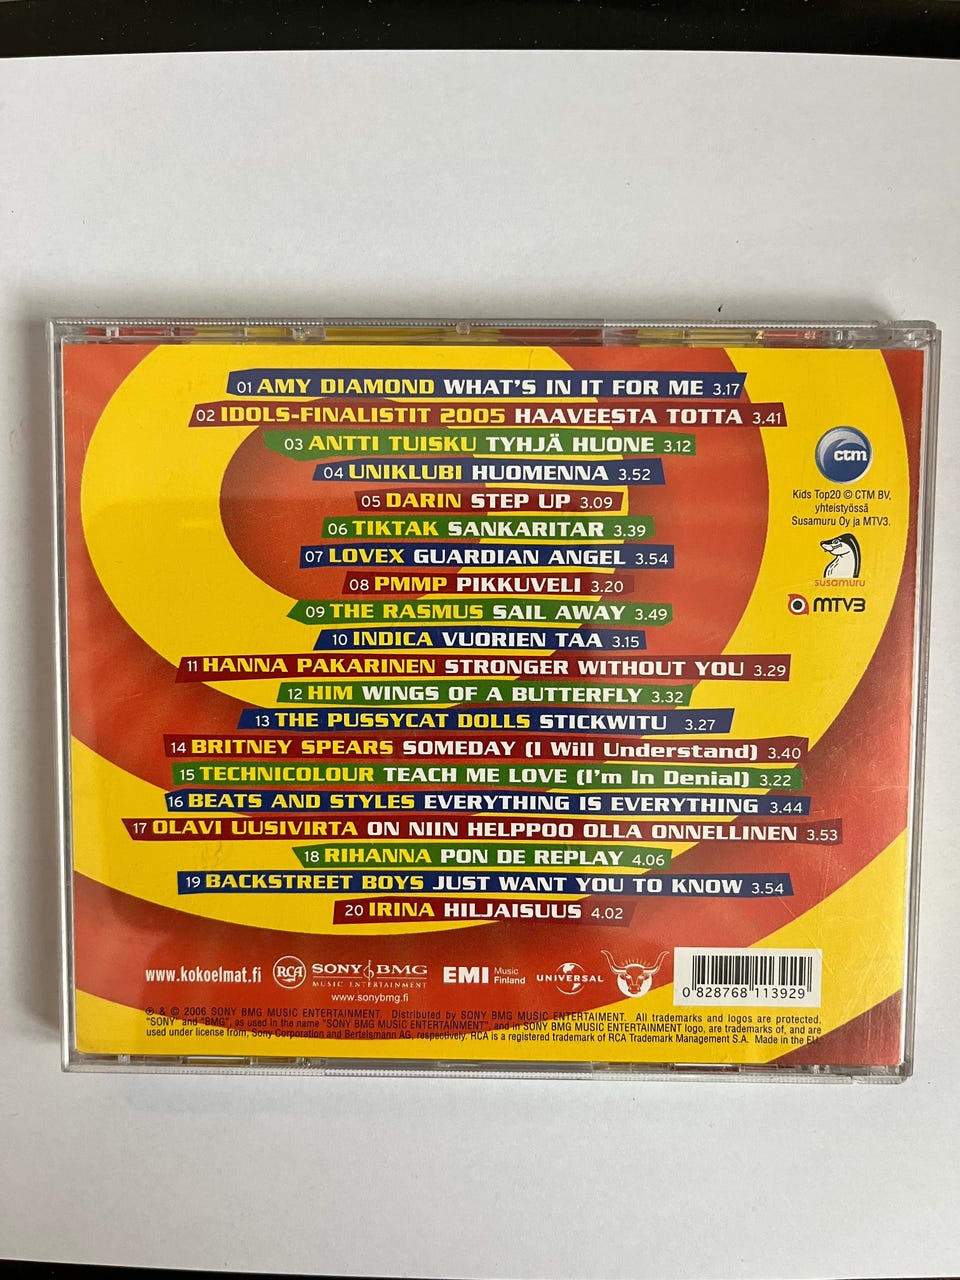 01 AMY DIAMOND WHAT'S IN IT FOR ME 3.17
02 IDOLS-FINALISTIT 2005 HAAVEESTA TOTTA 3.41
03 ANTTI TUISKU TYHJÄ HUONE 3.12
04 UNIKLUBI HUOMENNA 3.52
05 DARIN STEP UP 3.09
06 TIKTAK SANKARITAR 3.39
07 LOVEX GUARDIAN ANGEL 3.54
08 PMMP PIKKUVELI 3.20
09 THE RASMUS SAIL AWAY 3.49
10 INDICA VUORIEN TAA 3.15
11 HANNA PAKARINEN STRONGER WITHOUT YOU 3.29
12 HIM WINGS OF A BUTTERFLY 3.32
13 THE PUSSYCAT DOLLS STICKWITU 3.27
14 BRITNEY SPEARS SOMEDAY (I Will Understand) 3.40
15 TECHNICOLOUR TEACH ME LOVE (I'm In Denial) 3.22
16 BEATS AND STYLES EVERYTHING IS EVERYTHING 3.44
17 OLAVI UUSIVIRTA ON NIIN HELPPOO OLLA ONNELLINEN 3.53
18 RIHANNA PON DE REPLAY 4.06
19 BACKSTREET BOYS JUST WANT YOU TO KNOW 3.54
20 IRINA HILJAISUUS 4.02
ctm
Kids Top20 © CTM BV,
yhteistyössä
Susamuru Oy ja MTV3.
susamuru
MTV3
www.kokoelmat.fi
RCA
SONY BMG
MUSIC ENTERTAINMENT
www.sonybmg.fi
EMI Music
Finland
UNIVERSAL
0 828768 113929
℗ & © 2006 SONY BMG MUSIC ENTERTAIMENT. Distributed by SONY BMG MUSIC ENTERTAIMENT. All trademarks and logos are protected.
"SONY" and "BMG", as used in the name "SONY BMG MUSIC ENTERTAINMENT", and in SONY BMG MUSIC ENTERTAINMENT logo, are trademarks of, and are
used under license from, Sony Corporation and Bertelsmann AG, respectively. RCA is a registered trademark of RCA Trademark Management S.A. Made in the EU.